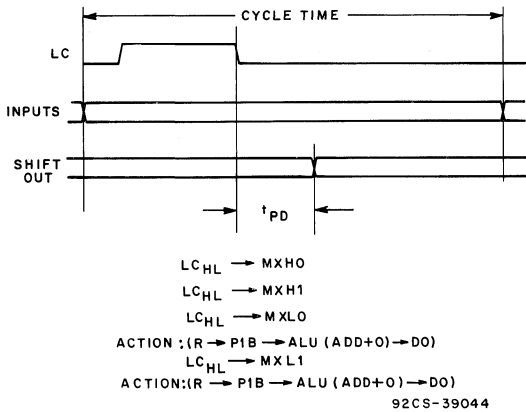 CYCLE TIME
LC
INPUTS
SHIFT
OUT
tPD
LCHL → MXH0
LCHL → MXH1
LCHL → MXL0
ACTION:(R → P1B → ALU (ADD+0) → D0)
LCHL → MXL1
ACTION:(R → P1B → ALU (ADD+0) → D0)
92CS-39044